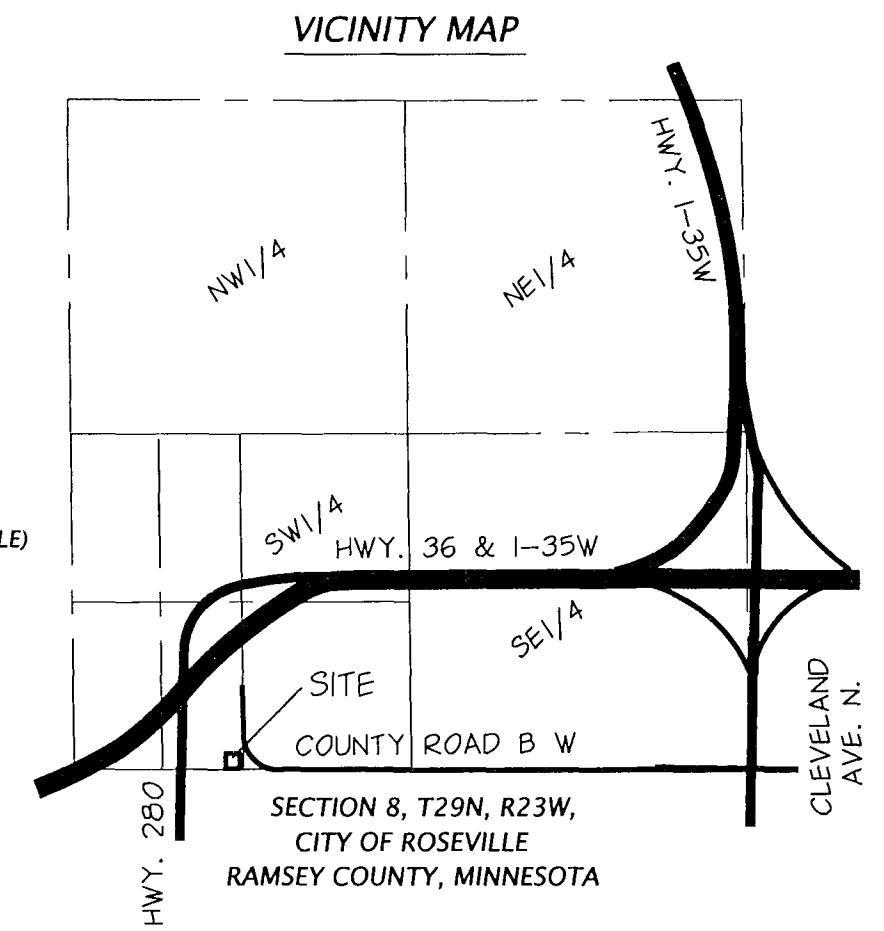 VICINITY MAP
HWY. I-35W
NW1/4
NE1/4
LE)
SW1/4
HWY. 36 & I-35W
SE1/4
SITE
COUNTY ROAD B W
CLEVELAND
AVE. N.
HWY. 280
SECTION 8, T29N, R23W,
CITY OF ROSEVILLE
RAMSEY COUNTY, MINNESOTA